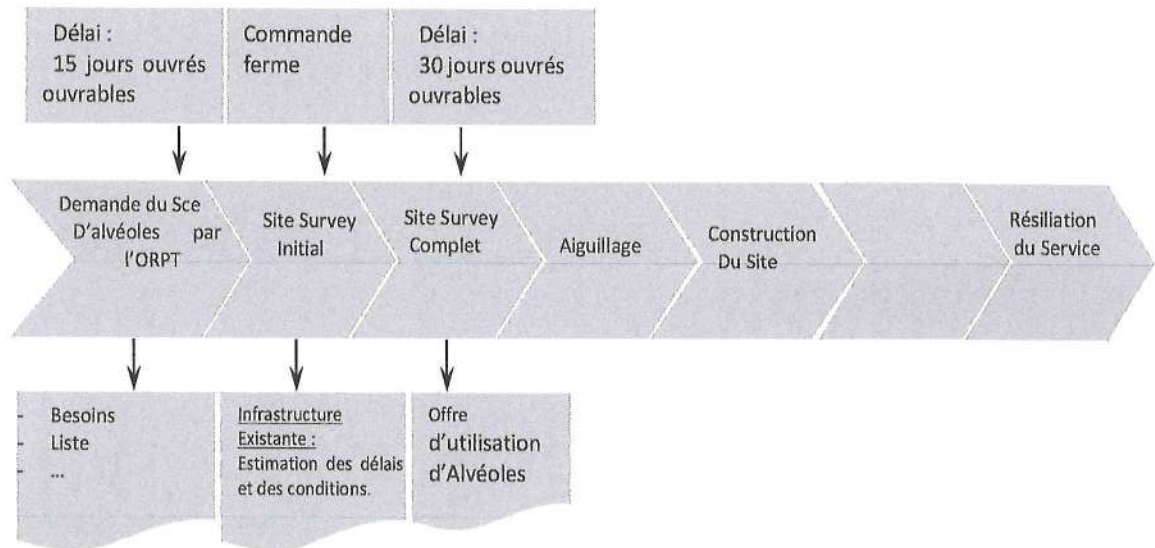 Délai :
15 jours ouvrés
ouvrables
Commande
ferme
Délai :
30 jours ouvrés
ouvrables
Demande du Sce
D'alvéoles par
l'ORPT
Site Survey
Initial
Site Survey
Complet
Aiguillage
Construction
Du Site
Résiliation
du Service
- Besoins
- Liste
- ...
Infrastructure
Existante :
Estimation des délais
et des conditions.
Offre
d'utilisation
d'Alvéoles